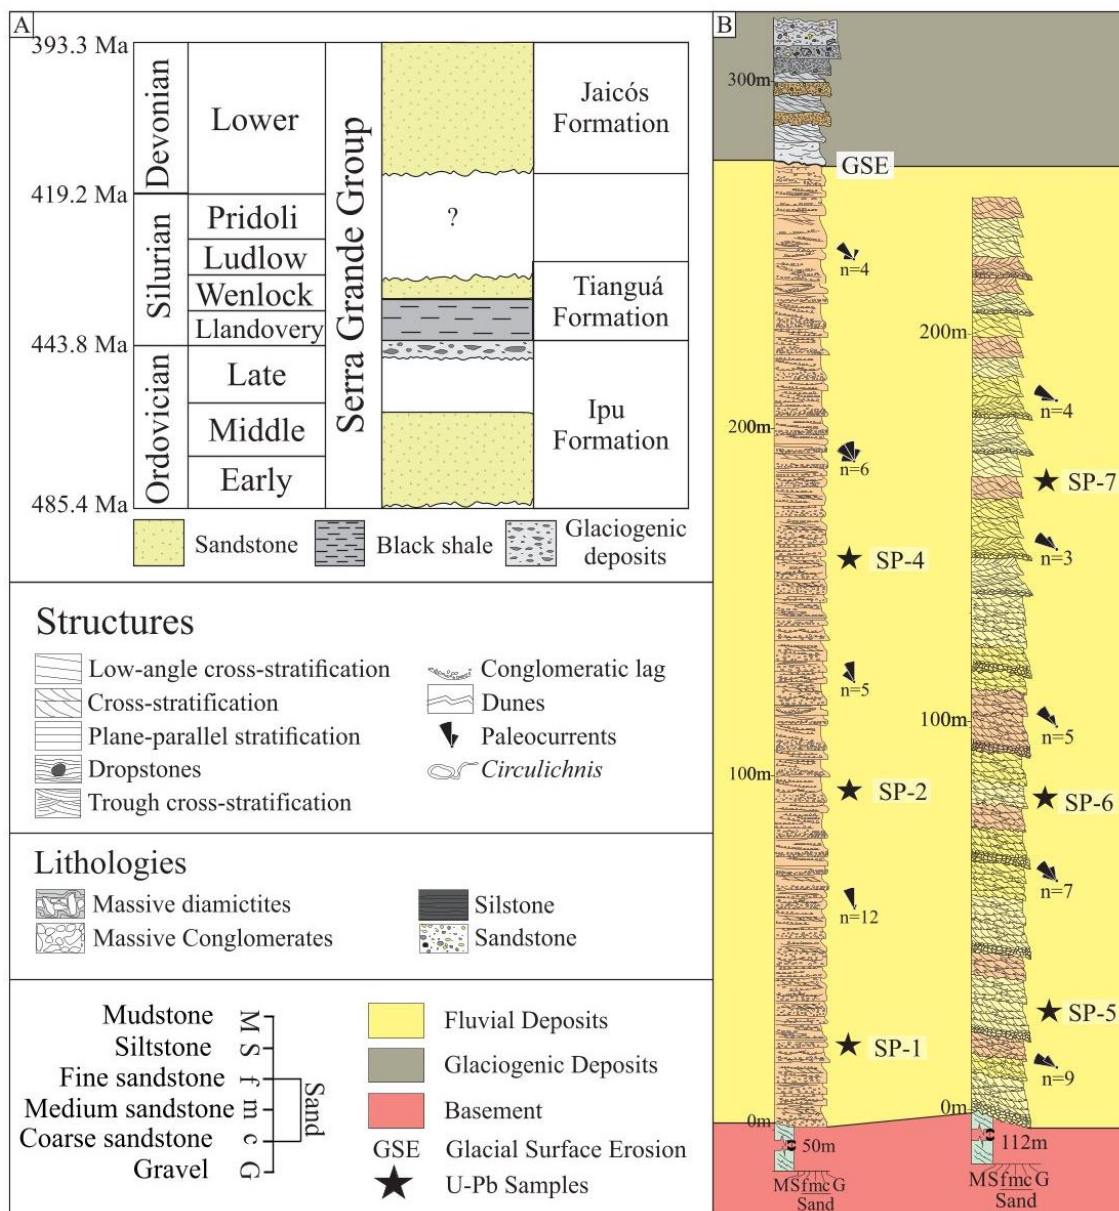 A
393.3 Ma
419.2 Ma
443.8 Ma
485.4 Ma
Devonian
Silurian
Ordovician
Lower
Pridoli
Ludlow
Wenlock
Llandovery
Late
Middle
Early
Serra Grande Group
?
Jaicós
Formation
Tianguá
Formation
Ipu
Formation
Sandstone
Black shale
Glaciogenic
deposits
Structures
Low-angle cross-stratification
Cross-stratification
Plane-parallel stratification
Dropstones
Trough cross-stratification
Conglomeratic lag
Dunes
Paleocurrents
Circulichnis
Lithologies
Massive diamictites
Massive Conglomerates
Silstone
Sandstone
Mudstone M
Siltstone S
Fine sandstone f
Medium sandstone m
Coarse sandstone c
Gravel G
Sand
Fluvial Deposits
Glaciogenic Deposits
Basement
GSE Glacial Surface Erosion
U-Pb Samples
B
300m
GSE
n=4
200m
n=6
SP-4
n=5
100m
SP-2
n=12
SP-1
0m
50m
MSfmcG
Sand
200m
n=4
SP-7
n=3
100m
n=5
SP-6
n=7
SP-5
n=9
0m
112m
MSfmcG
Sand